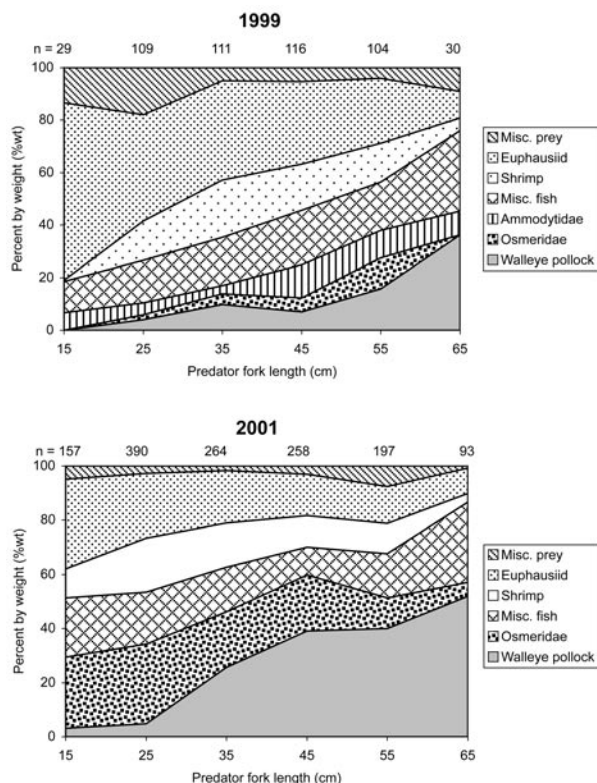 1999
n = 29 109 111 116 104 30
100
80
60
40
20
0
Percent by weight (%wt)
15 25 35 45 55 65
Predator fork length (cm)
Misc. prey
Euphausiid
Shrimp
Misc. fish
Ammodytidae
Osmeridae
Walleye pollock
2001
n = 157 390 264 258 197 93
100
80
60
40
20
0
Percent by weight (%wt)
15 25 35 45 55 65
Predator fork length (cm)
Misc. prey
Euphausiid
Shrimp
Misc. fish
Osmeridae
Walleye pollock